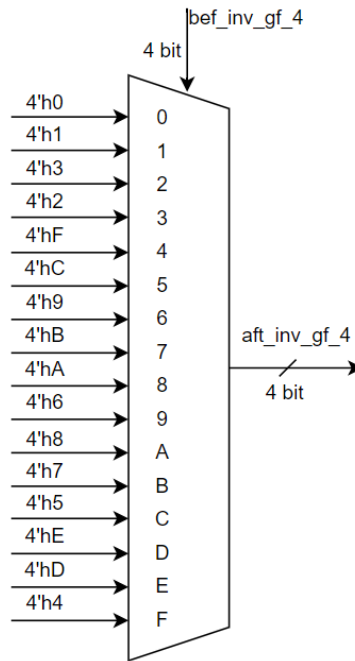 bef_inv_gf_4
4 bit
4'h0 0
4'h1 1
4'h3 2
4'h2 3
4'hF 4
4'hC 5
4'h9 6
4'hB 7
4'hA 8
4'h6 9
4'h8 A
4'h7 B
4'h5 C
4'hE D
4'hD E
4'h4 F
aft_inv_gf_4
4 bit